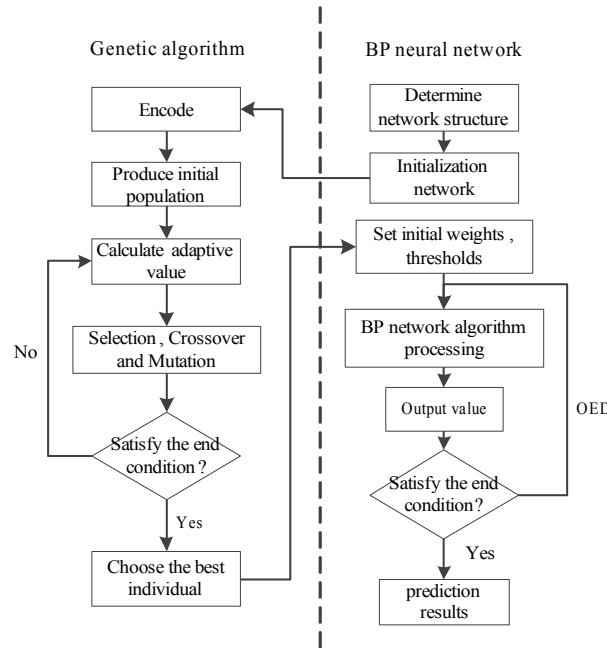 Genetic algorithm
Encode
Produce initial
population
Calculate adaptive
value
No
Selection , Crossover
and Mutation
Satisfy the end
condition ?
Yes
Choose the best
individual
BP neural network
Determine
network structure
Initialization
network
Set initial weights ,
thresholds
BP network algorithm
processing
Output value
OED
Satisfy the end
condition?
Yes
prediction
results